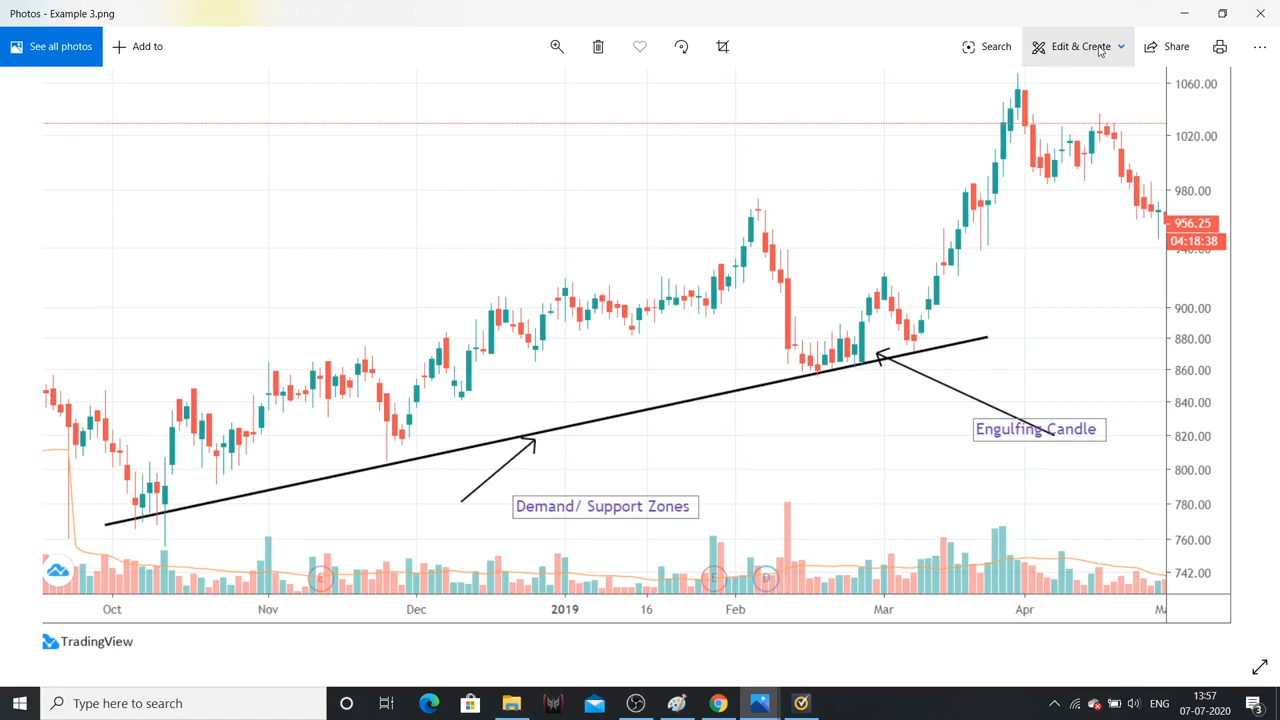 Photos - Example 3.png
See all photos
Add to
Search
Edit & Create
Share
1060.00
1020.00
980.00
956.25
04:18:38
900.00
880.00
860.00
840.00
820.00
800.00
780.00
760.00
742.00
Engulfing Candle
Demand/ Support Zones
E
E
D
Oct
Nov
Dec
2019
16
Feb
Mar
Apr
TradingView
Type here to search
ENG
13:57
07-07-2020
3